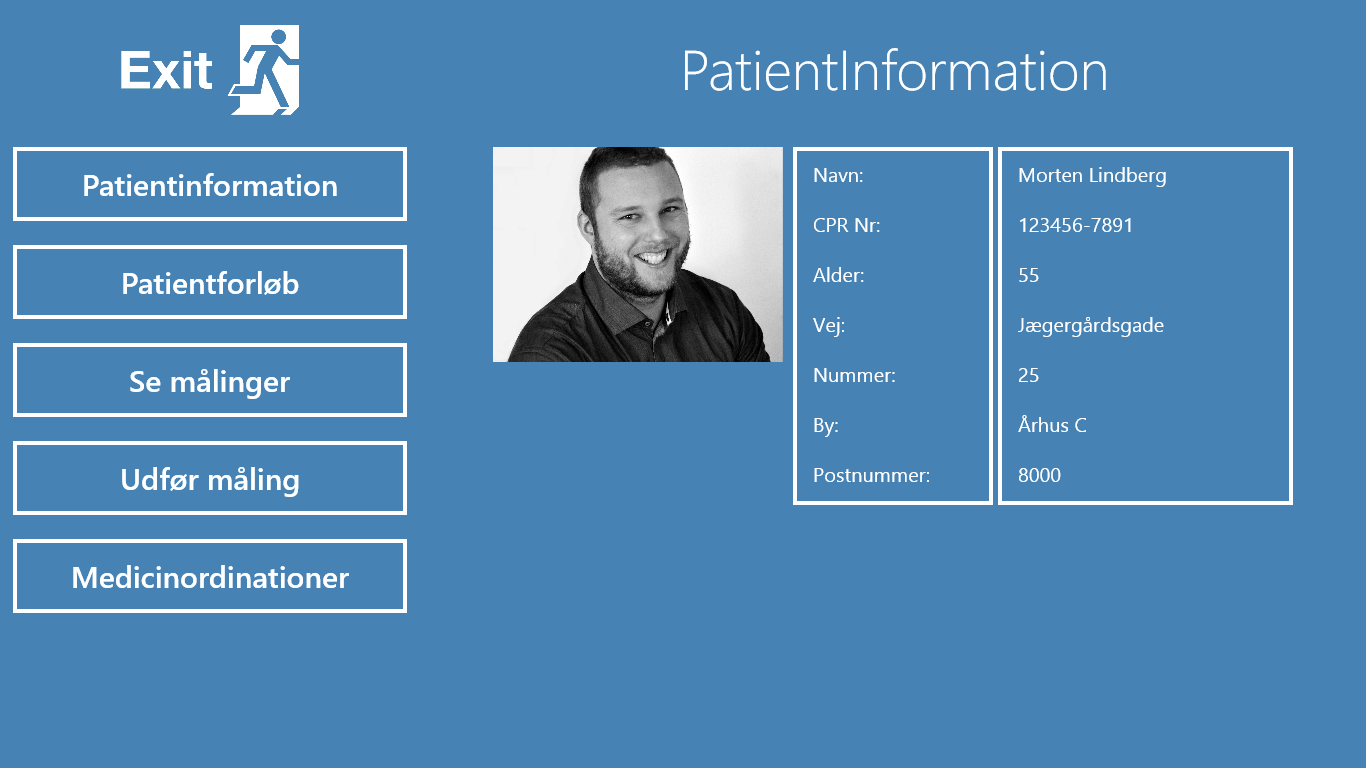 Exit
PatientInformation
Patientinformation
Patientforløb
Se målinger
Udfør måling
Medicinordinationer
Navn: Morten Lindberg
CPR Nr: 123456-7891
Alder: 55
Vej: Jægergårdsgade
Nummer: 25
By: Århus C
Postnummer: 8000